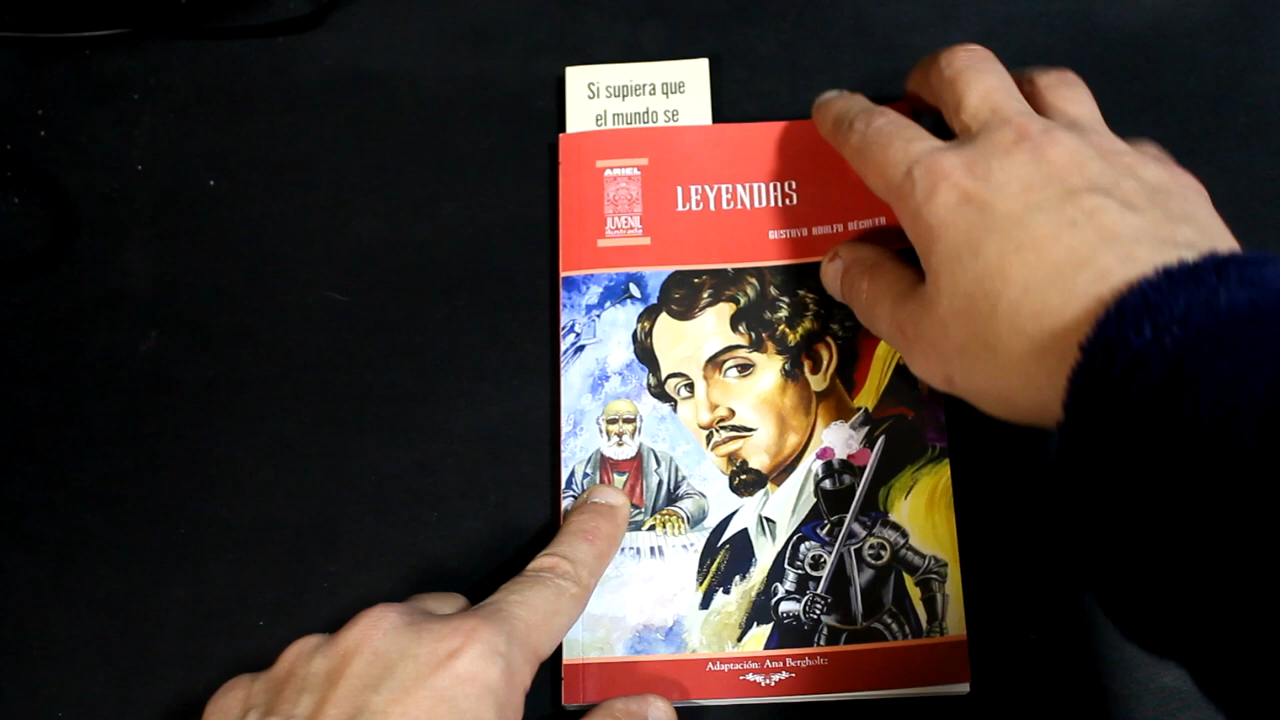 Si supiera que
el mundo se
ARIEL
JUVENIL
ilustrada
LEYENDAS
GUSTAVO ADOLFO BÉCQUER
Adaptación: Ana Bergholtz